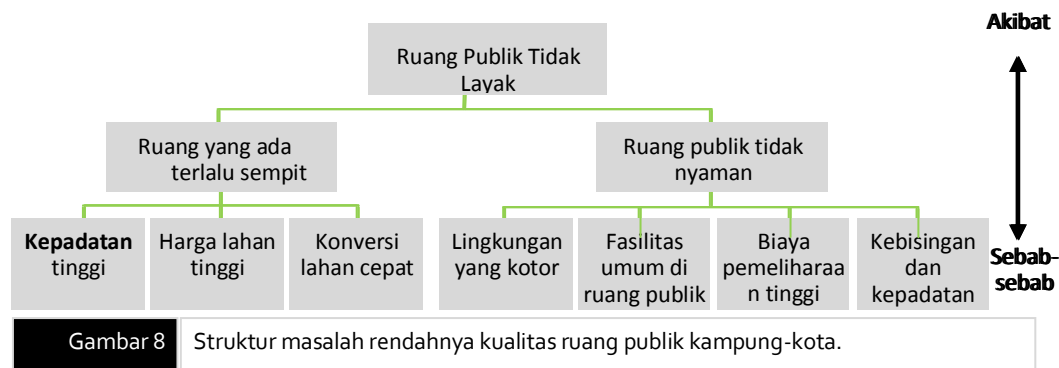 Akibat
Ruang Publik Tidak
Layak
Ruang yang ada
terlalu sempit
Ruang publik tidak
nyaman
Kepadatan
tinggi
Harga lahan
tinggi
Konversi
lahan cepat
Lingkungan
yang kotor
Fasilitas
umum di
ruang publik
Biaya
pemeliharaa
n tinggi
Kebisingan
dan
kepadatan
Sebab-
sebab
Gambar 8
Struktur masalah rendahnya kualitas ruang publik kampung-kota.